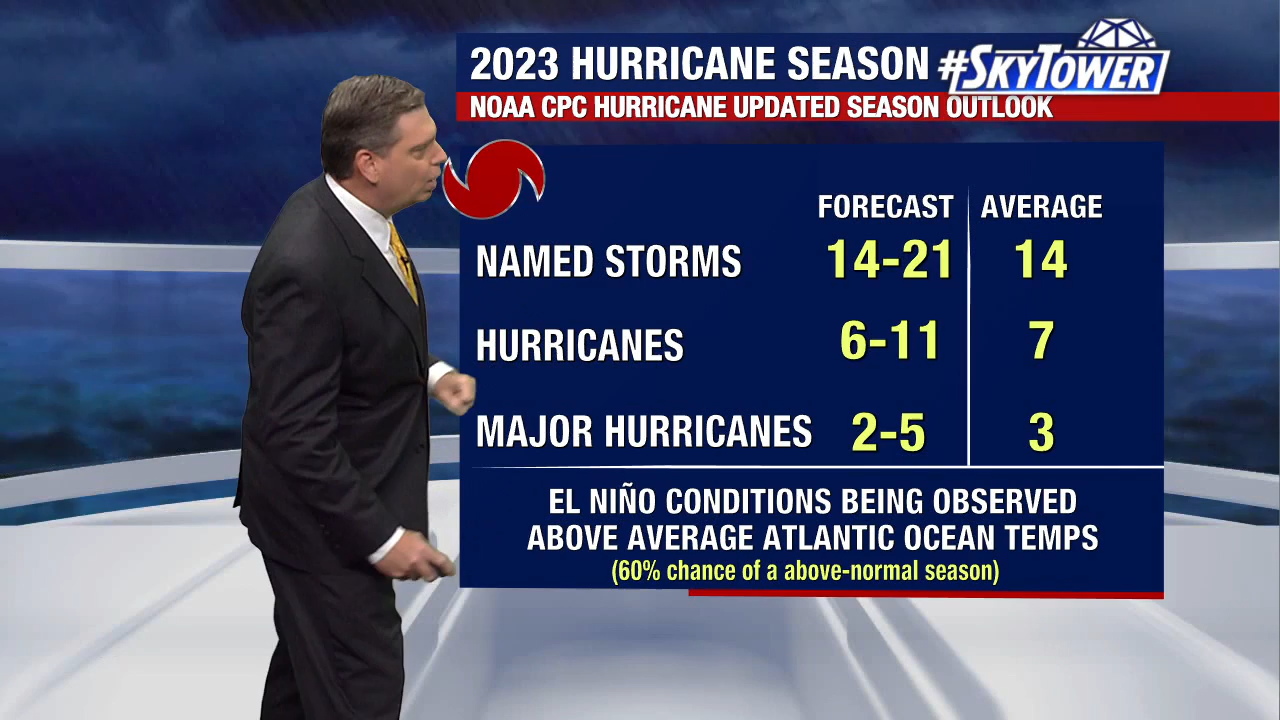 2023 HURRICANE SEASON
#SKYTOWER
NOAA CPC HURRICANE UPDATED SEASON OUTLOOK
FORECAST AVERAGE
NAMED STORMS 14-21 14
HURRICANES 6-11 7
MAJOR HURRICANES 2-5 3
EL NIÑO CONDITIONS BEING OBSERVED
ABOVE AVERAGE ATLANTIC OCEAN TEMPS
(60% chance of a above-normal season)